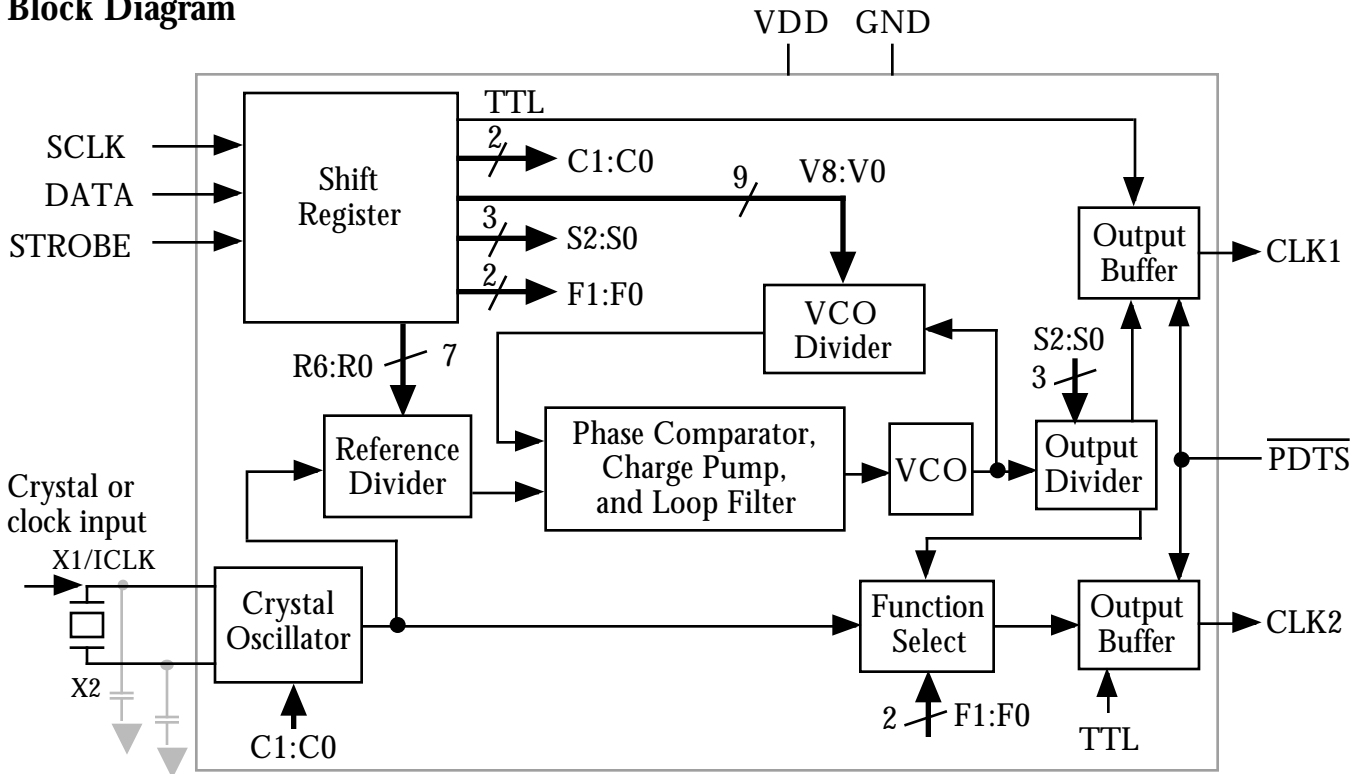 Block Diagram
VDD GND
TTL
2
C1:C0
9
V8:V0
3
S2:S0
2
F1:F0
SCLK
DATA
STROBE
Shift
Register
Output
Buffer
CLK1
VCO
Divider
S2:S0
3
R6:R0
7
Reference
Divider
Phase Comparator,
Charge Pump,
and Loop Filter
VCO
Output
Divider
PDTS
Crystal or
clock input
X1/ICLK
X2
Crystal
Oscillator
Function
Select
Output
Buffer
CLK2
C1:C0
2
F1:F0
TTL